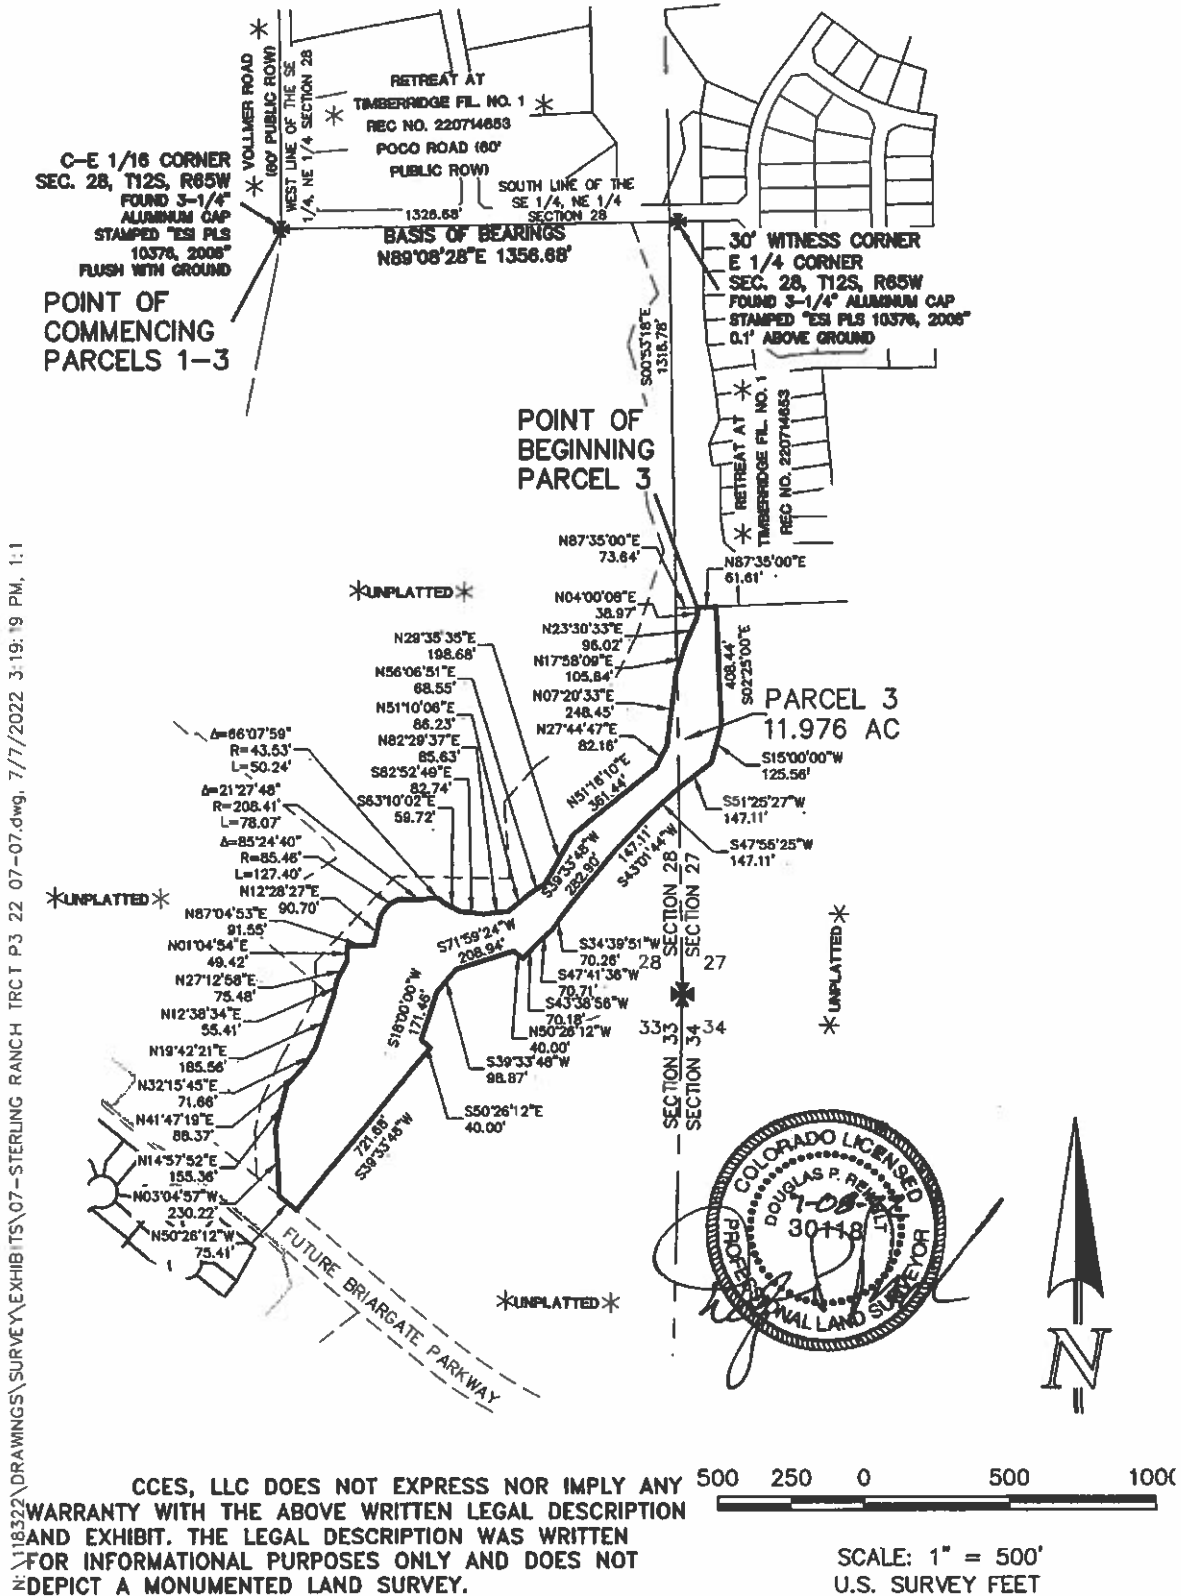 VOLLMER ROAD
(60' PUBLIC ROW)
WEST LINE OF THE SE
1/4, NE 1/4 SECTION 28
RETREAT AT
TIMBERRIDGE FIL. NO. 1
REC NO. 220714653
POCO ROAD (60'
PUBLIC ROW)
C-E 1/16 CORNER
SEC. 28, T12S, R65W
FOUND 3-1/4"
ALUMINUM CAP
STAMPED "ESI PLS
10376, 2006"
FLUSH WITH GROUND
SOUTH LINE OF THE
SE 1/4, NE 1/4
SECTION 28
1326.68'
BASIS OF BEARINGS
N89°08'28"E 1356.68'
30' WITNESS CORNER
E 1/4 CORNER
SEC. 28, T12S, R65W
FOUND 3-1/4" ALUMINUM CAP
STAMPED "ESI PLS 10376, 2006"
0.1' ABOVE GROUND
POINT OF
COMMENCING
PARCELS 1-3
S00°53'18"E
1318.78'
POINT OF
BEGINNING
PARCEL 3
RETREAT AT
TIMBERRIDGE FIL. NO. 1
REC NO. 220714653
N87°35'00"E
73.64'
N87°35'00"E
61.61'
UNPLATTED
N04°00'08"E
38.97'
N23°30'33"E
96.02'
N17°58'09"E
105.84'
N07°20'33"E
248.45'
N27°44'47"E
82.16'
N29°35'35"E
198.68'
N56°06'51"E
68.55'
N51°10'06"E
86.23'
N82°29'37"E
85.63'
S82°52'49"E
82.74'
S63°10'02"E
59.72'
408.44'
S02°25'00"E
PARCEL 3
11.976 AC
S15°00'00"W
125.56'
Δ=66°07'59"
R=43.53'
L=50.24'
Δ=21°27'48"
R=208.41'
L=78.07'
Δ=85°24'40"
R=85.46'
L=127.40'
N51°18'10"E
361.44'
S51°25'27"W
147.11'
S47°55'25"W
147.11'
147.11'
S43°01'44"W
S39°33'48"W
282.90'
N12°28'27"E
90.70'
UNPLATTED
N87°04'53"E
91.55'
N01°04'54"E
49.42'
N27°12'58"E
75.48'
N12°38'34"E
55.41'
N19°42'21"E
185.56'
N32°15'45"E
71.66'
N41°47'19"E
88.37'
N14°57'52"E
155.36'
N03°04'57"W
230.22'
N50°26'12"W
75.41'
S71°59'24"W
208.94'
S18°00'00"W
171.46'
S34°39'51"W
70.26'
S47°41'36"W
70.71'
S43°38'56"W
70.18'
N50°26'12"W
40.00'
S39°33'48"W
98.87'
S50°26'12"E
40.00'
721.68'
S39°33'48"W
SECTION 28
SECTION 27
28
27
33
34
SECTION 33
SECTION 34
UNPLATTED
FUTURE BRIARGATE PARKWAY
UNPLATTED
COLORADO LICENSED
DOUGLAS P.
30118
PROFESSIONAL LAND SURVEYOR
N
N:\118322\DRAWINGS\SURVEY\EXHIBITS\07-STERLING RANCH TRCT P3 22 07-07.dwg, 7/7/2022 3:19:19 PM, 1:1
CCES, LLC DOES NOT EXPRESS NOR IMPLY ANY
WARRANTY WITH THE ABOVE WRITTEN LEGAL DESCRIPTION
AND EXHIBIT. THE LEGAL DESCRIPTION WAS WRITTEN
FOR INFORMATIONAL PURPOSES ONLY AND DOES NOT
DEPICT A MONUMENTED LAND SURVEY.
500 250 0 500 1000
SCALE: 1" = 500'
U.S. SURVEY FEET